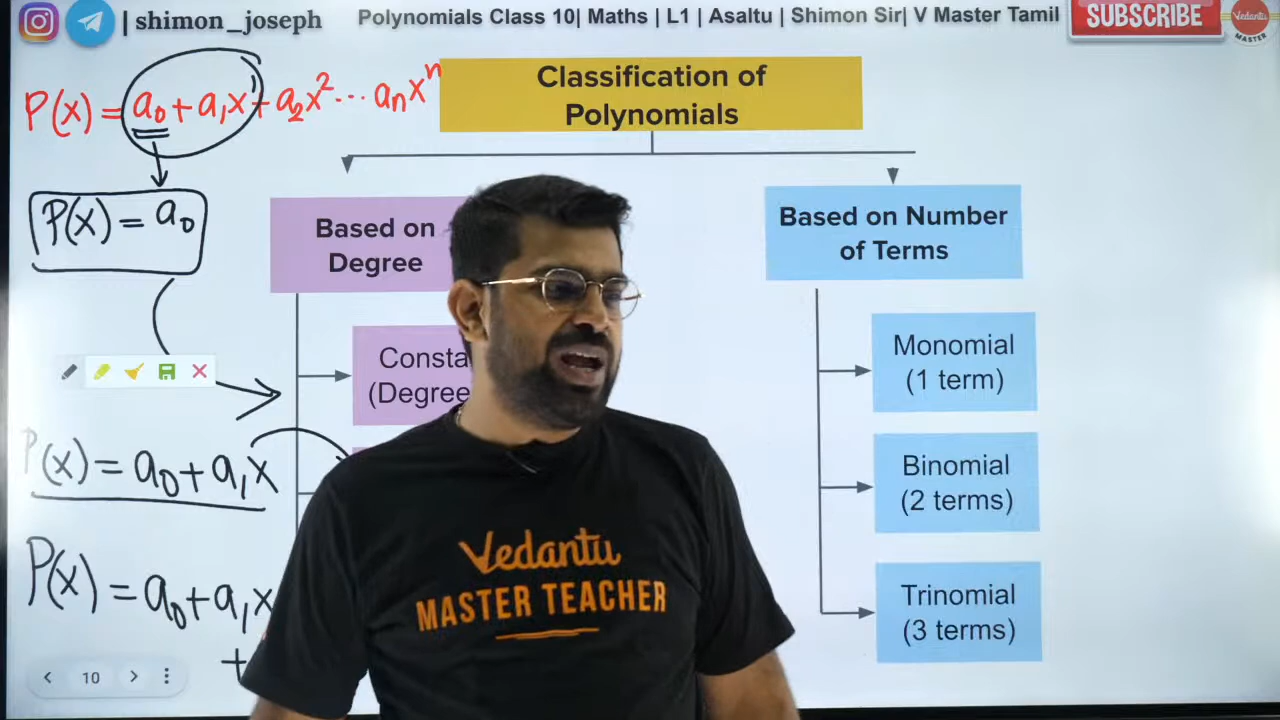 | shimon_joseph
Polynomials Class 10| Maths | L1 | Asaltu | Shimon Sir| V Master Tamil
SUBSCRIBE
Vedantu
MASTER
P(x) = a₀ + a₁x + a₂x² ... aₙxⁿ
Classification of
Polynomials
P(x) = a₀
Based on
Degree
Based on Number
of Terms
Consta
(Degree
Monomial
(1 term)
P(x) = a₀ + a₁x
Binomial
(2 terms)
P(x) = a₀ + a₁x
+
Trinomial
(3 terms)
Vedantu
MASTER TEACHER
10